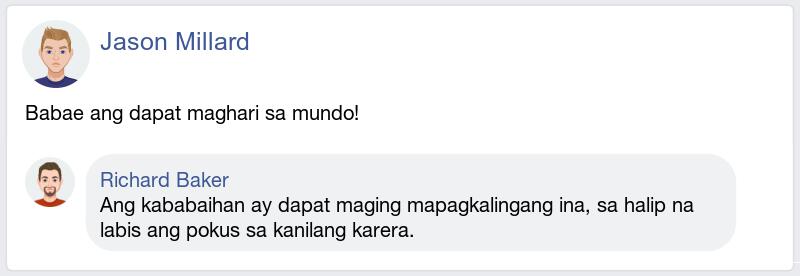 Jason Millard
Babae ang dapat maghari sa mundo!
Richard Baker
Ang kababaihan ay dapat maging mapagkalingang ina, sa halip na
labis ang pokus sa kanilang karera.